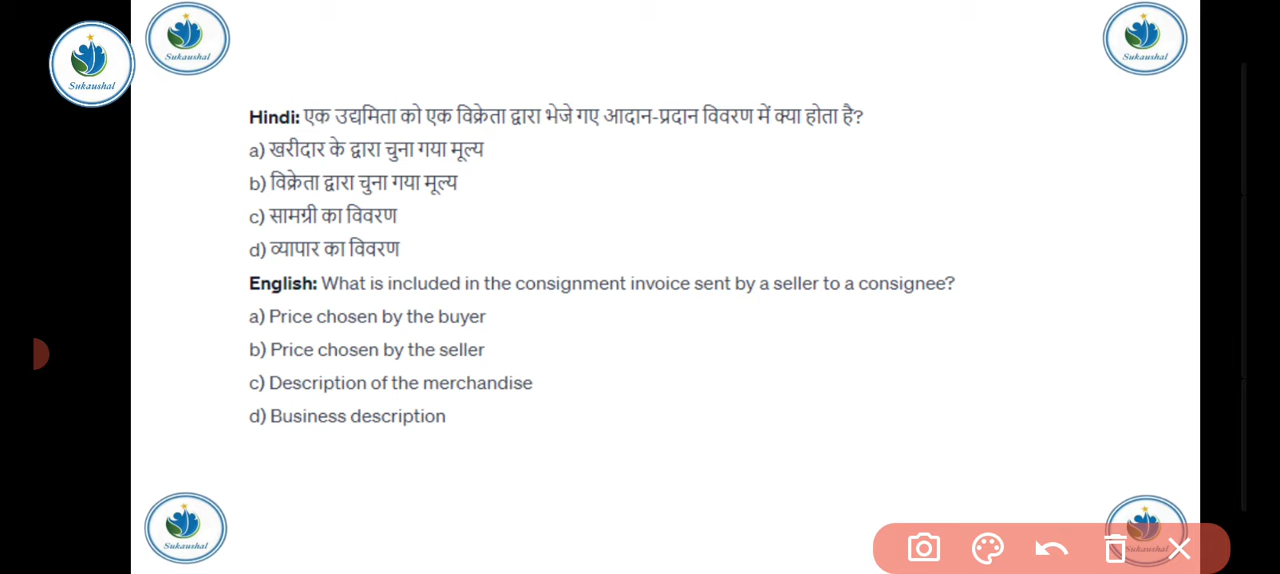 Sukaushal
Sukaushal
Sukaushal
Hindi: एक उद्यमिता को एक विक्रेता द्वारा भेजे गए आदान-प्रदान विवरण में क्या होता है?
a) खरीदार के द्वारा चुना गया मूल्य
b) विक्रेता द्वारा चुना गया मूल्य
c) सामग्री का विवरण
d) व्यापार का विवरण
English: What is included in the consignment invoice sent by a seller to a consignee?
a) Price chosen by the buyer
b) Price chosen by the seller
c) Description of the merchandise
d) Business description
Sukaushal
Sukaushal